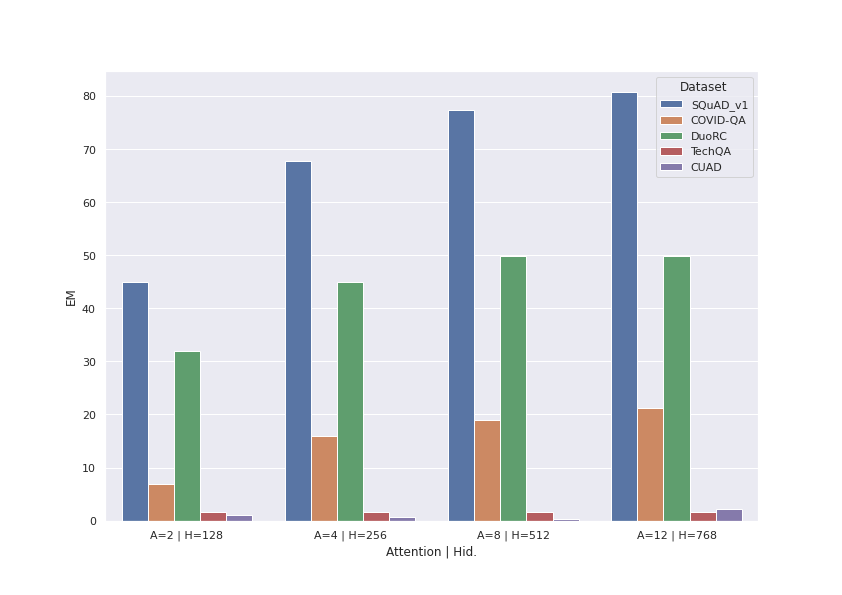 Dataset
SQuAD_v1
COVID-QA
DuoRC
TechQA
CUAD
80
70
60
50
40
30
20
10
0
EM
A=2 | H=128
A=4 | H=256
A=8 | H=512
A=12 | H=768
Attention | Hid.